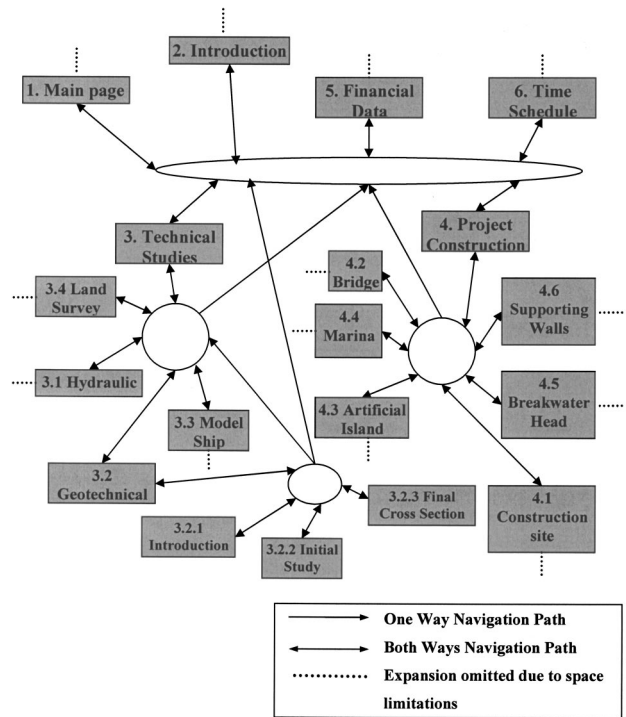 2. Introduction
1. Main page
5. Financial
Data
6. Time
Schedule
3. Technical
Studies
4. Project
Construction
3.4 Land
Survey
4.2
Bridge
4.6
Supporting
Walls
4.4
Marina
3.1 Hydraulic
4.5
Breakwater
Head
3.3 Model
Ship
4.3 Artificial
Island
3.2
Geotechnical
3.2.3 Final
Cross Section
4.1
Construction
site
3.2.1
Introduction
3.2.2 Initial
Study
One Way Navigation Path
Both Ways Navigation Path
Expansion omitted due to space
limitations